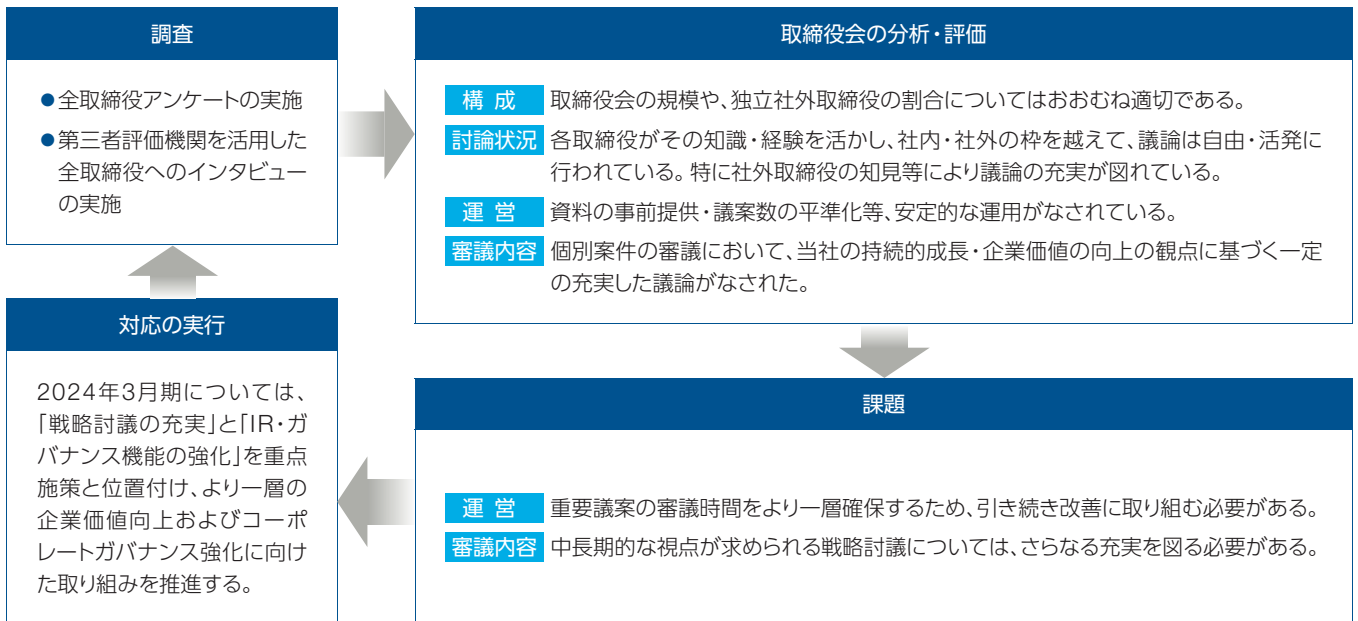 調査
●全取締役アンケートの実施
●第三者評価機関を活用した
全取締役へのインタビュー
の実施
取締役会の分析・評価
構 成 取締役会の規模や、独立社外取締役の割合についてはおおむね適切である。
討論状況 各取締役がその知識・経験を活かし、社内・社外の枠を越えて、議論は自由・活発に
行われている。特に社外取締役の知見等により議論の充実が図れている。
運 営 資料の事前提供・議案数の平準化等、安定的な運用がなされている。
審議内容 個別案件の審議において、当社の持続的成長・企業価値の向上の観点に基づく一定
の充実した議論がなされた。
課題
運 営 重要議案の審議時間をより一層確保するため、引き続き改善に取り組む必要がある。
審議内容 中長期的な視点が求められる戦略討議については、さらなる充実を図る必要がある。
対応の実行
2024年3月期については、
「戦略討議の充実」と「IR・ガ
バナンス機能の強化」を重点
施策と位置付け、より一層の
企業価値向上およびコーポ
レートガバナンス強化に向け
た取り組みを推進する。